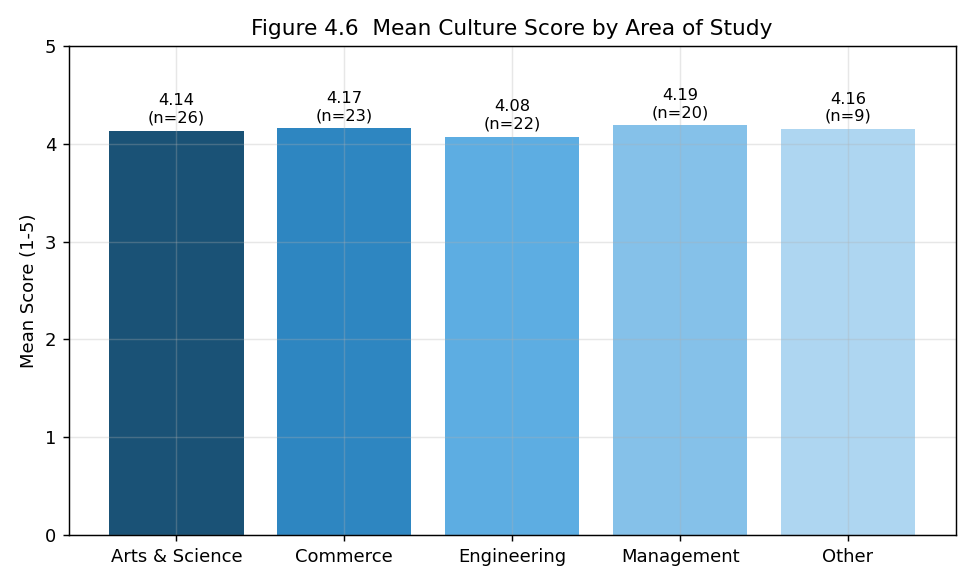 Figure 4.6  Mean Culture Score by Area of Study
Mean Score (1-5)
5
4
3
2
1
0
4.14
(n=26)
4.17
(n=23)
4.08
(n=22)
4.19
(n=20)
4.16
(n=9)
Arts & Science
Commerce
Engineering
Management
Other